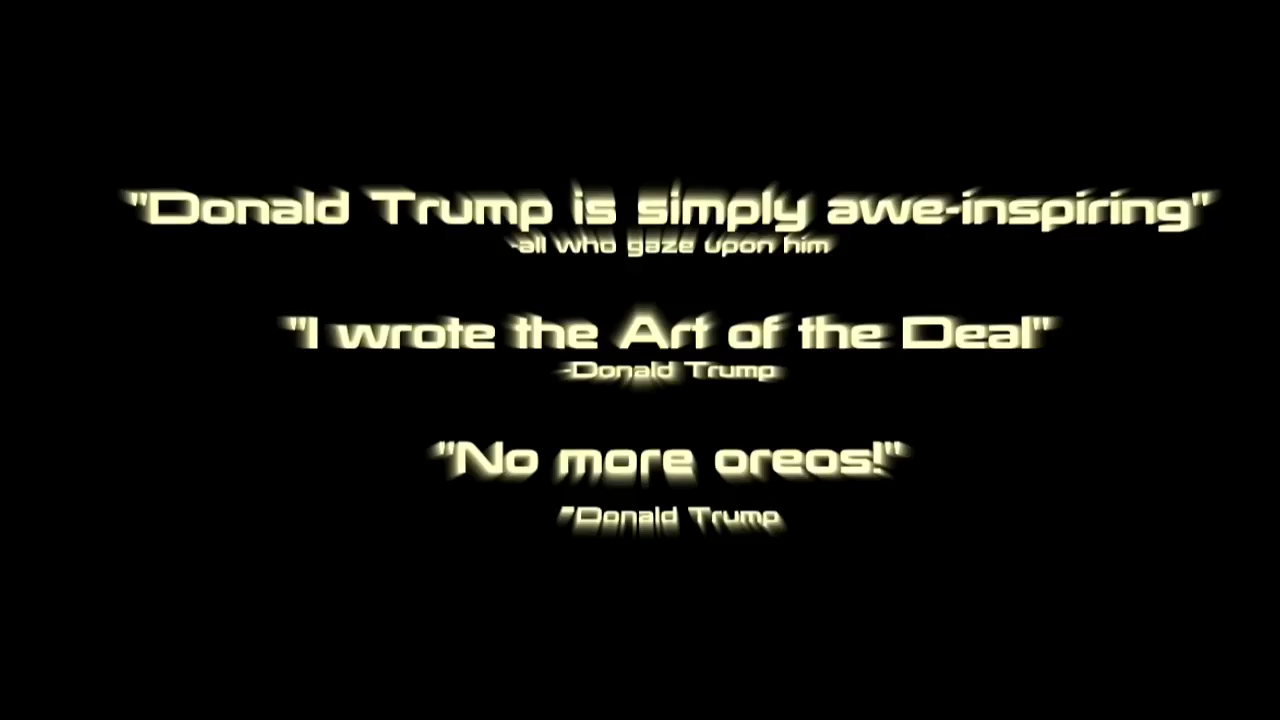 "Donald Trump is simply awe-inspiring"
-all who gaze upon him
"I wrote the Art of the Deal"
-Donald Trump
"No more oreos!"
"Donald Trump